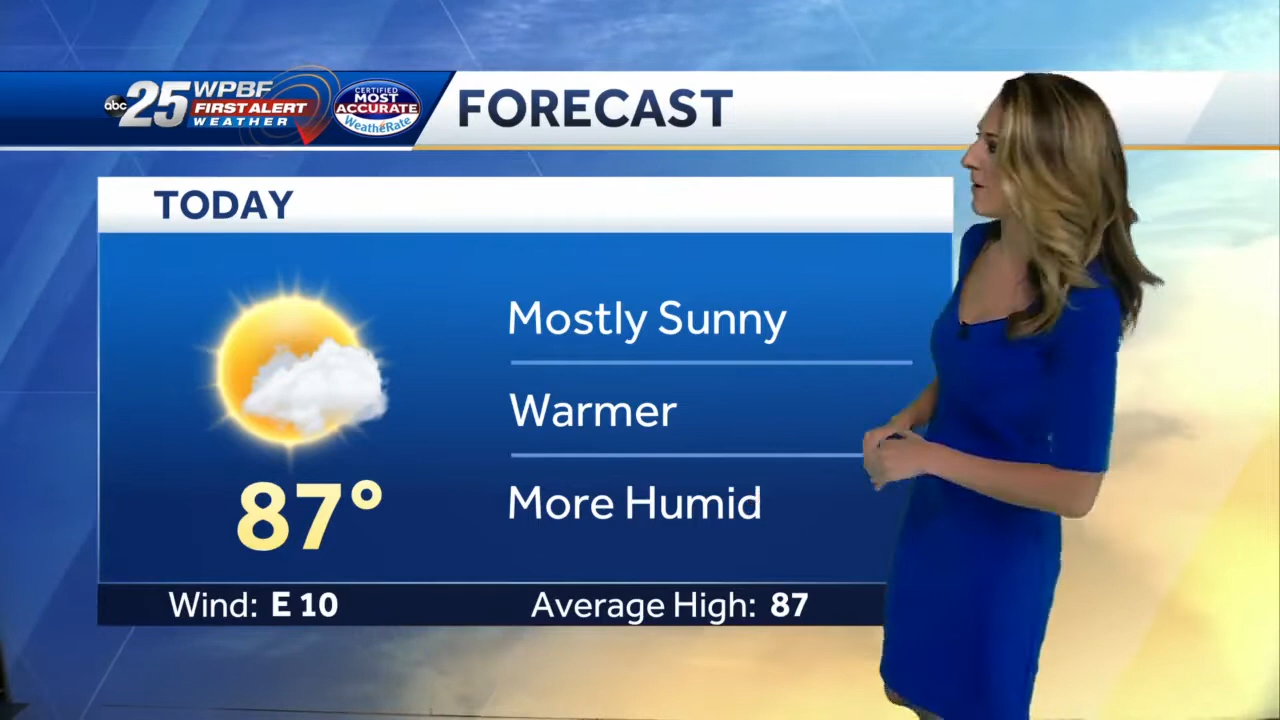 abc 25 WPBF
FIRST ALERT
WEATHER
CERTIFIED
MOST
ACCURATE
WeatheRate
FORECAST
TODAY
Mostly Sunny
Warmer
87°
More Humid
Wind: E 10
Average High: 87